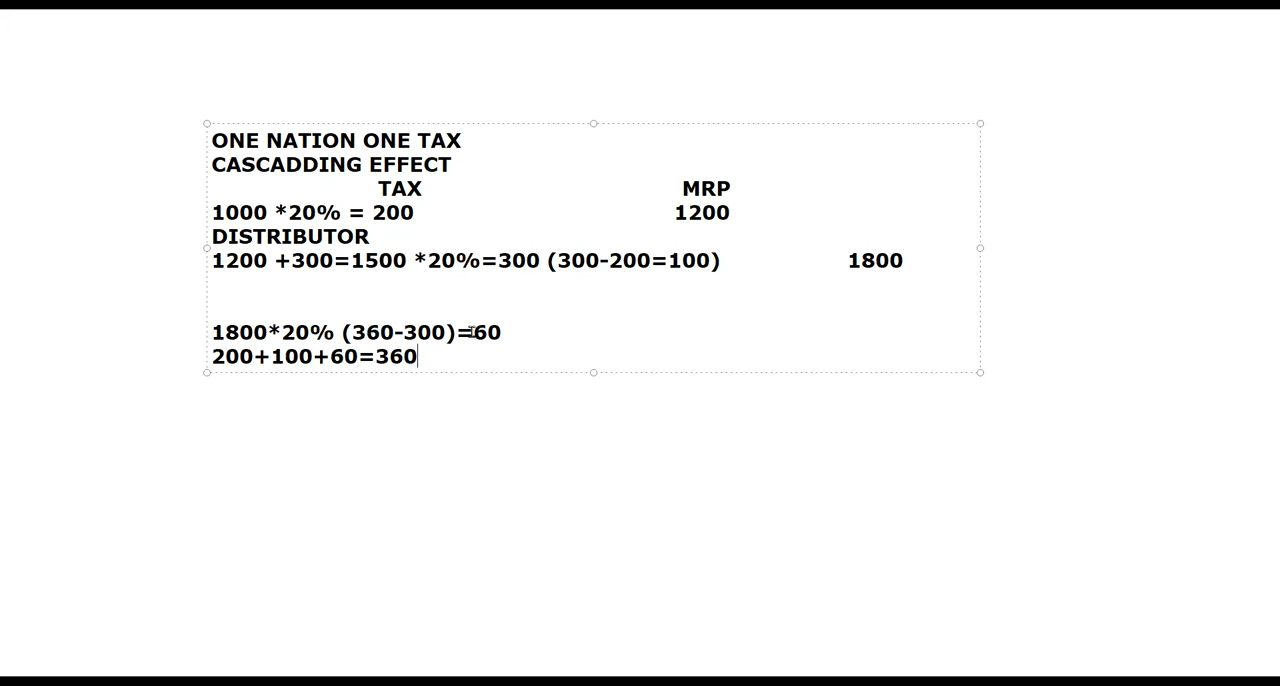 ONE NATION ONE TAX
CASCADDING EFFECT
TAX MRP
1000 *20% = 200 1200
DISTRIBUTOR
1200 +300=1500 *20%=300 (300-200=100) 1800
1800*20% (360-300)=60
200+100+60=360